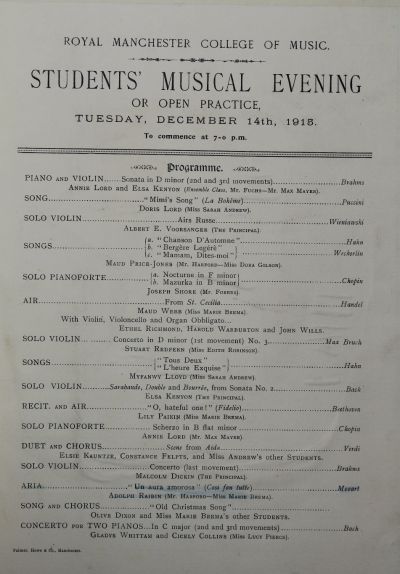 ROYAL MANCHESTER COLLEGE OF MUSIC.
STUDENTS' MUSICAL EVENING
OR OPEN PRACTICE,
TUESDAY, DECEMBER 14th, 1915.
To commence at 7-0 p.m.
Programme.
PIANO AND VIOLIN......Sonata in D minor (2nd and 3rd movements)......Brahms
ANNIE LORD AND ELSA KENYON (Ensemble Class, MR. FUCHS—MR. MAX MAYER).
SONG......"Mimi's Song" (La Bohème)......Puccini
DORIS LORD (MISS SARAH ANDREW).
SOLO VIOLIN......Airs Russe......Wieniawski
ALBERT E. VOORSANGER (THE PRINCIPAL).
SONGS......a. "Chanson D'Automne"......Hahn
b. "Bergère Legère"
c. "Mamam, Dites-moi"......Weckerlin
MAUD PRICE-JONES (MR. HARFORD—MISS DORA GILSON).
SOLO PIANOFORTE......a. Nocturne in F minor
b. Mazurka in B minor......Chopin
JOSEPH SHORE (MR. FORBES).
AIR......From St. Cecilia......Handel
MAUD WEBB (MISS MARIE BREMA).
With Violin, Violoncello and Organ Obbligato...
ETHEL RICHMOND, HAROLD WARBURTON and JOHN WILLS.
SOLO VIOLIN......Concerto in D minor (1st movement) No. 3......Max Bruch
STUART REDFERN (MISS EDITH ROBINSON).
SONGS......"Tous Deux"
"L'heure Exquise"......Hahn
MYFANWY LLOYD (MISS SARAH ANDREW).
SOLO VIOLIN......Sarabande, Double and Bourrée, from Sonata No. 2......Bach
ELSA KENYON (THE PRINCIPAL).
RECIT. AND AIR......"O, hateful one!" (Fidelio)......Beethoven
LILY PAIKIN (MISS MARIE BREMA).
SOLO PIANOFORTE......Scherzo in B flat minor......Chopin
ANNIE LORD (MR. MAX MAYER).
DUET AND CHORUS......Scena from Aida......Verdi
ELSIE KAUNTZE, CONSTANCE FELPTS, AND MISS ANDREW'S OTHER STUDENTS.
SOLO VIOLIN......Concerto (last movement)......Brahms
MALCOLM DICKIN (THE PRINCIPAL).
ARIA......"Un aura amorosa" (Cosi fan tutte)......Mozart
ADOLPH RAIBIN (MR. HARFORD—MISS MARIE BREMA).
SONG AND CHORUS......"Old Christmas Song"......
OLIVE DIXON AND MISS MARIE BREMA'S OTHER STUDENTS.
CONCERTO FOR TWO PIANOS...In C major (2nd and 3rd movements)......Bach
GLADYS WHITTAM AND CICELY COLLINS (MISS LUCY PIERCE).